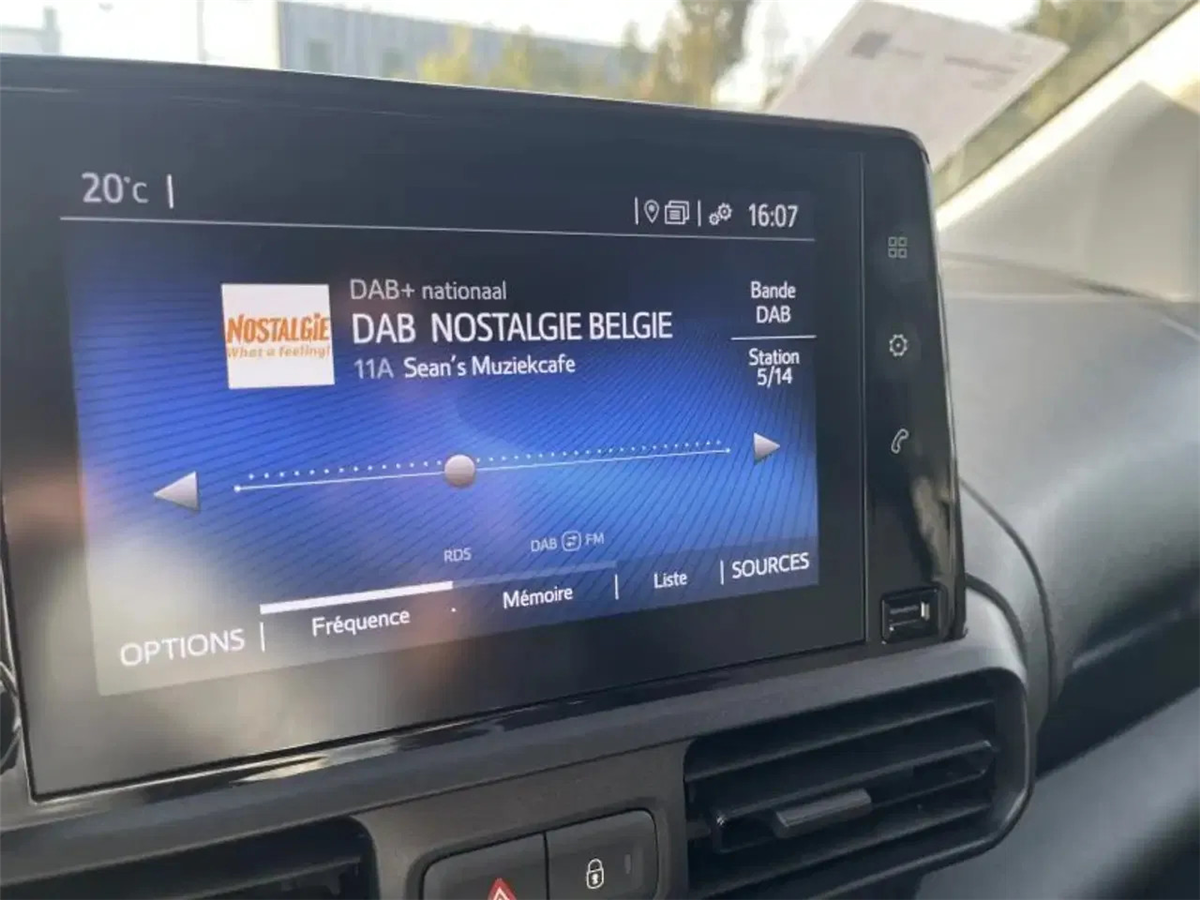 20°C
16:07
NOSTALGIE
What a feeling!
DAB+ nationaal
DAB NOSTALGIE BELGIE
11A Sean's Muziekcafe
Bande
DAB
Station
5/14
RDS
DAB FM
OPTIONS
Fréquence
Mémoire
Liste
SOURCES